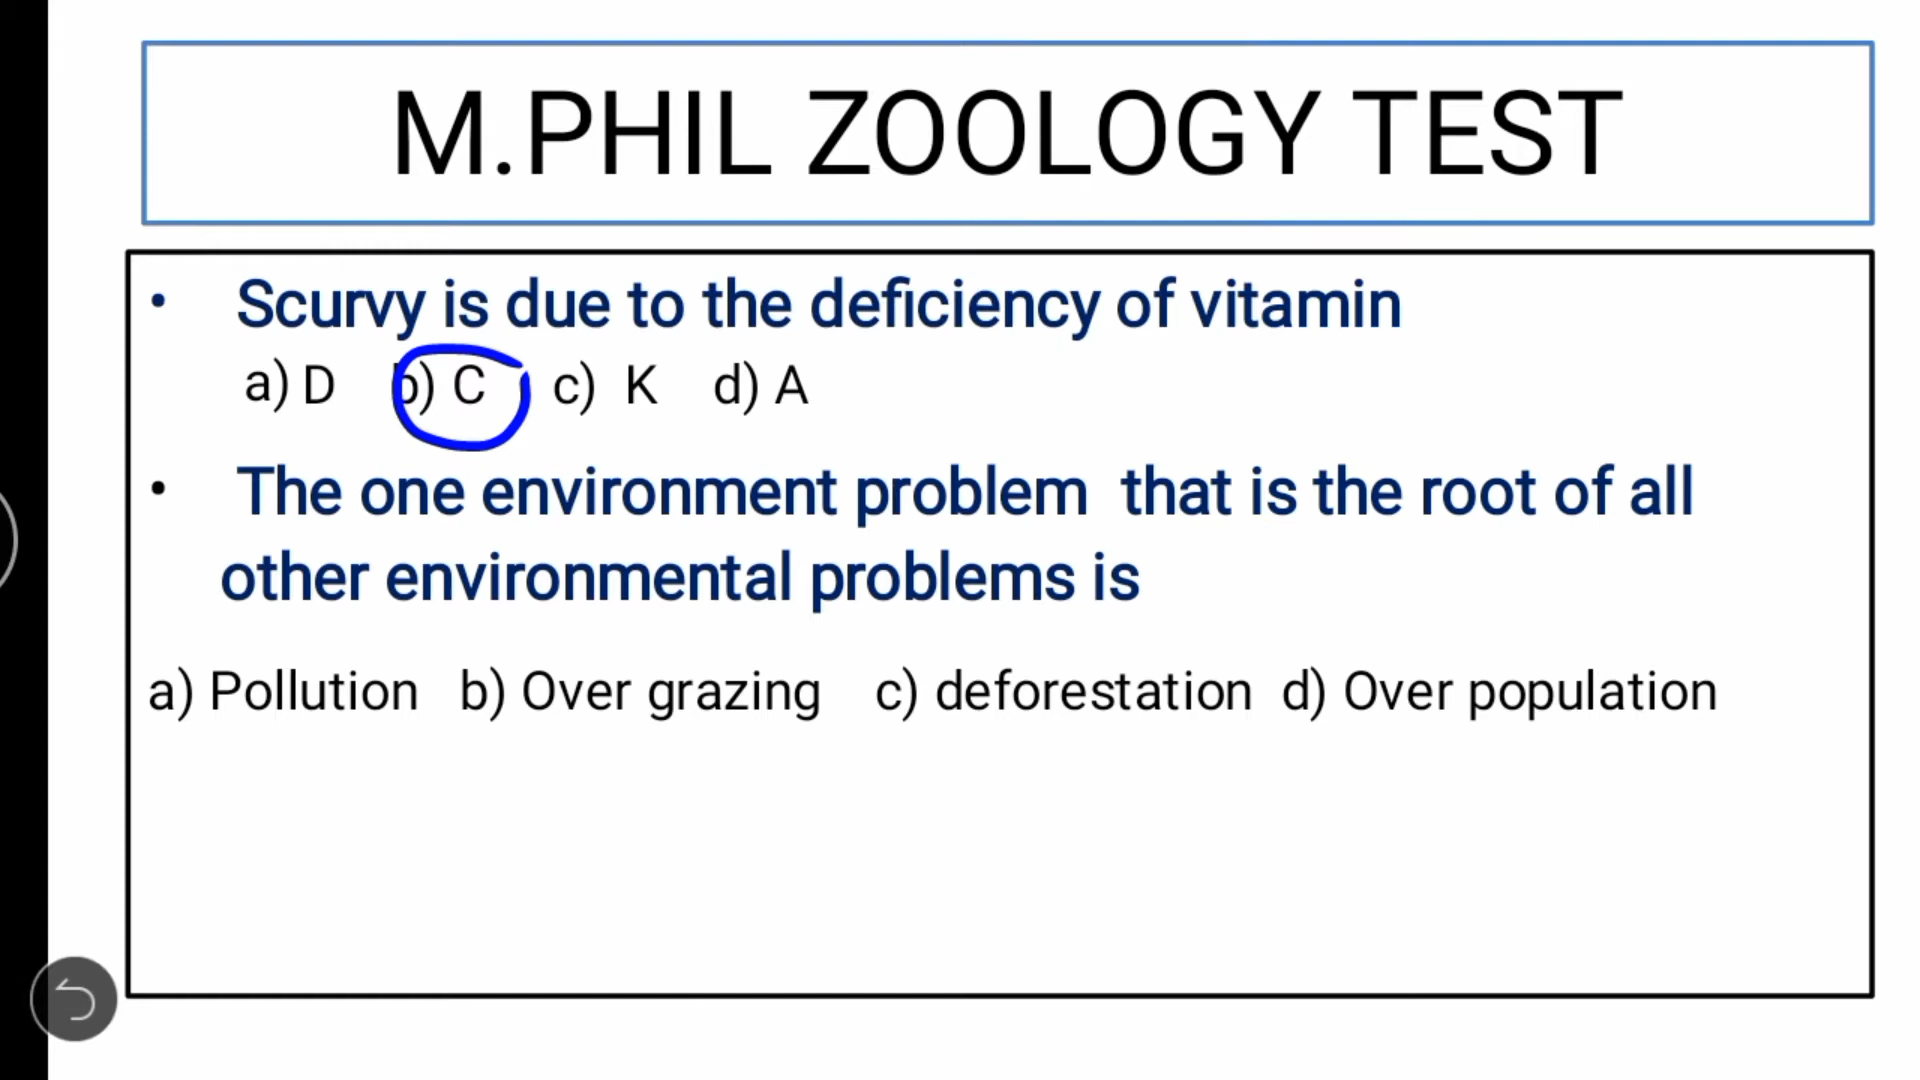 M.PHIL ZOOLOGY TEST
• Scurvy is due to the deficiency of vitamin
a) D b) C c) K d) A
• The one environment problem that is the root of all
other environmental problems is
a) Pollution b) Over grazing c) deforestation d) Over population